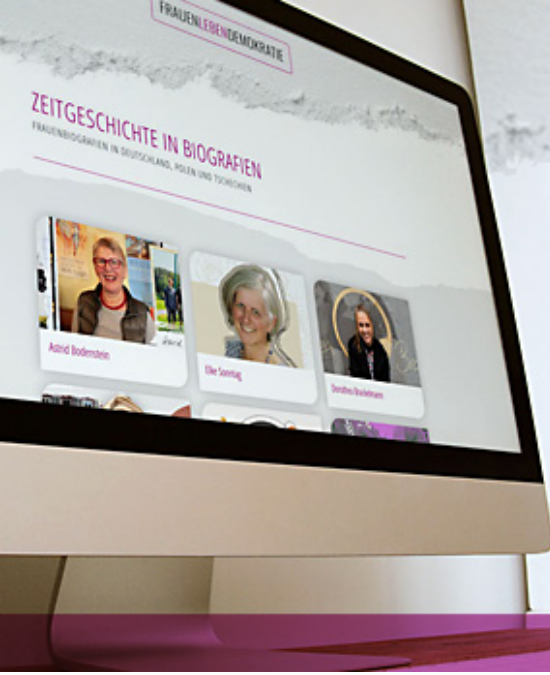 FRAUENLEBENDEMOKRATIE
ZEITGESCHICHTE IN BIOGRAFIEN
FRAUENBIOGRAFIEN IN DEUTSCHLAND, POLEN UND TSCHECHIEN
Astrid Bodenstein
Elke Sonntag